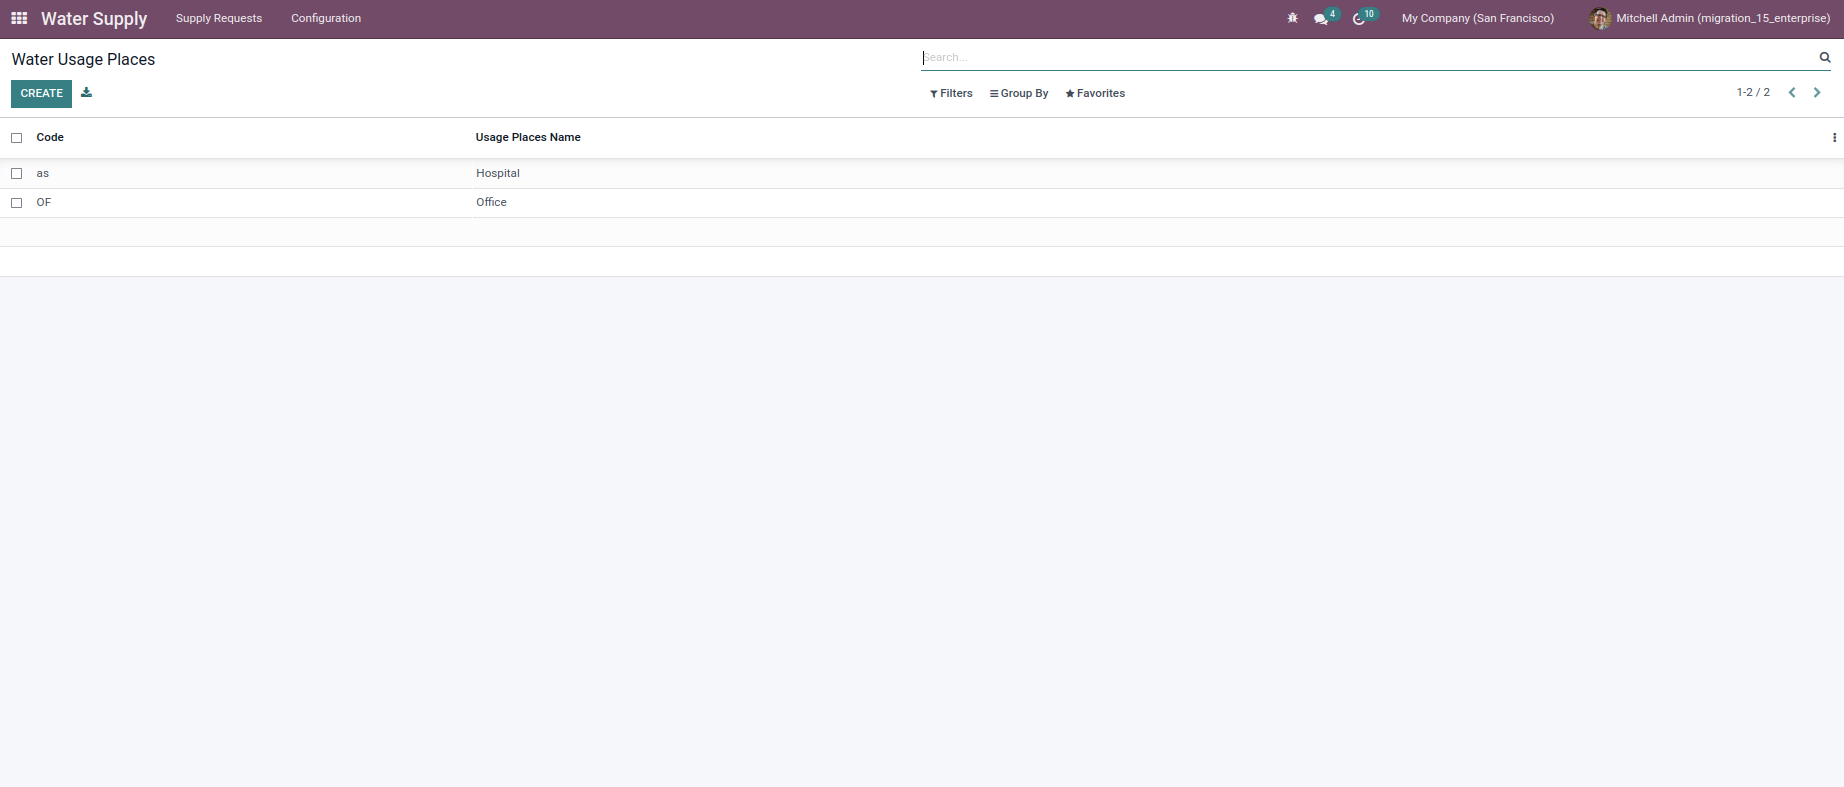 Water Supply Supply Requests Configuration 4 10 My Company (San Francisco) Mitchell Admin (migration_15_enterprise)
Water Usage Places Search...
CREATE Filters Group By Favorites 1-2 / 2
Code Usage Places Name
as Hospital
OF Office